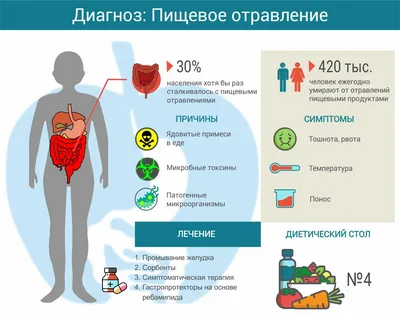 Диагноз: Пищевое отравление
30%
населения хотя бы раз
сталкивалось с пищевыми
отравлениями
ПРИЧИНЫ
Ядовитые примеси
в еде
Микробные токсины
Патогенные
микроорганизмы
420 тыс.
человек ежегодно
умирают от отравлений
пищевыми продуктами
СИМПТОМЫ
Тошнота, рвота
Температура
Понос
ЛЕЧЕНИЕ
1. Промывание желудка
2. Сорбенты
3. Симптоматическая терапия
4. Гастропротекторы на основе
ребамипида
ДИЕТИЧЕСКИЙ СТОЛ
№4